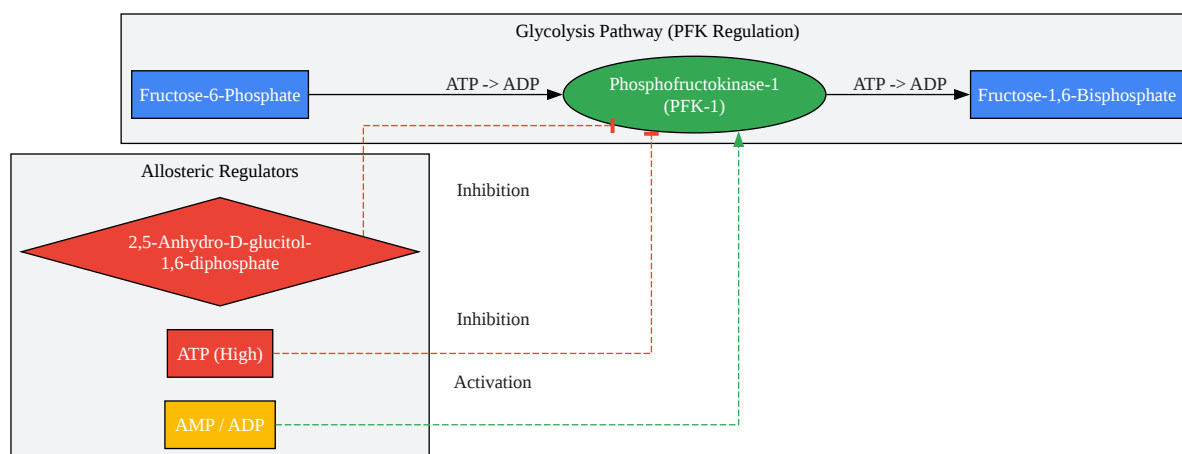 Glycolysis Pathway (PFK Regulation)
Fructose-6-Phosphate
ATP -> ADP
Phosphofructokinase-1
(PFK-1)
ATP -> ADP
Fructose-1,6-Bisphosphate
Allosteric Regulators
Inhibition
2,5-Anhydro-D-glucitol-
1,6-diphosphate
Inhibition
ATP (High)
Activation
AMP / ADP